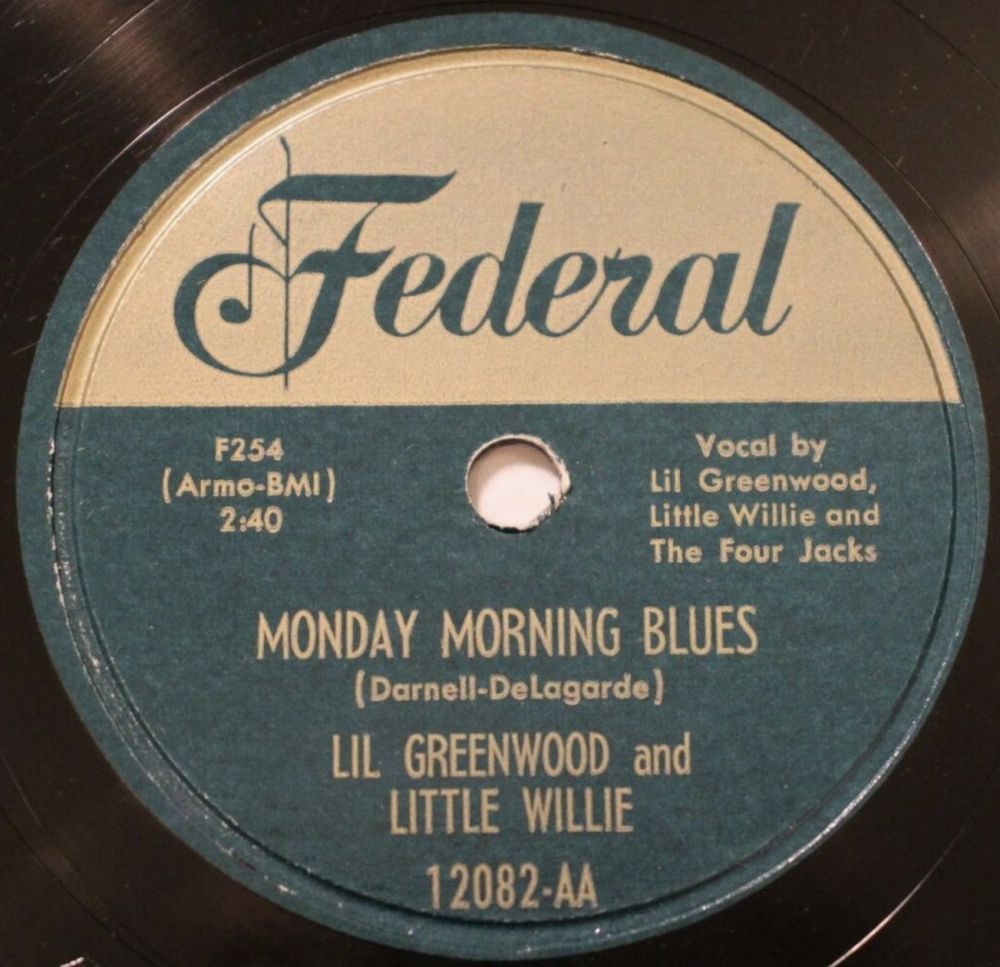 Federal
F254
(Armo-BMI)
2:40
Vocal by
Lil Greenwood,
Little Willie and
The Four Jacks
MONDAY MORNING BLUES
(Darnell-DeLagarde)
LIL GREENWOOD and
LITTLE WILLIE
12082-AA